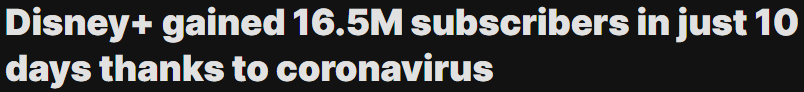 Disney+ gained 16.5M subscribers in just 10
days thanks to coronavirus